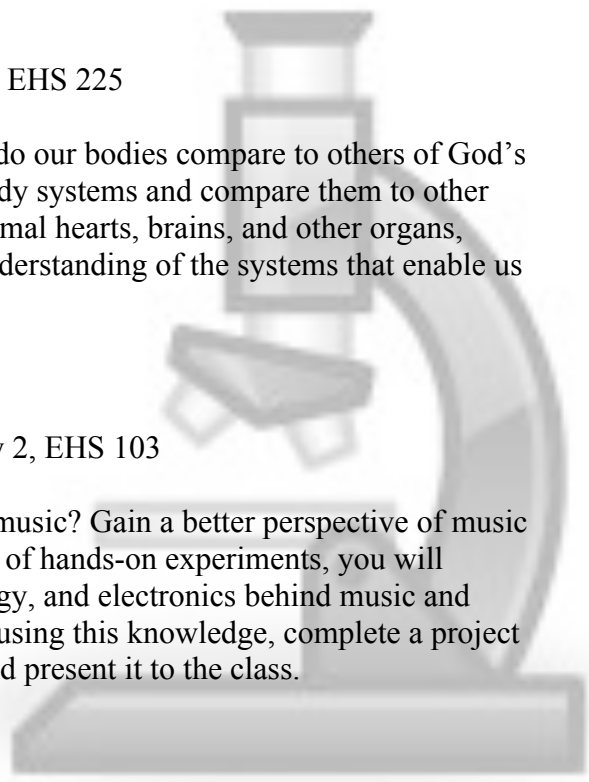 EHS 225
do our bodies compare to others of God's
dy systems and compare them to other
mal hearts, brains, and other organs,
derstanding of the systems that enable us
2, EHS 103
music? Gain a better perspective of music
of hands-on experiments, you will
gy, and electronics behind music and
using this knowledge, complete a project
d present it to the class.